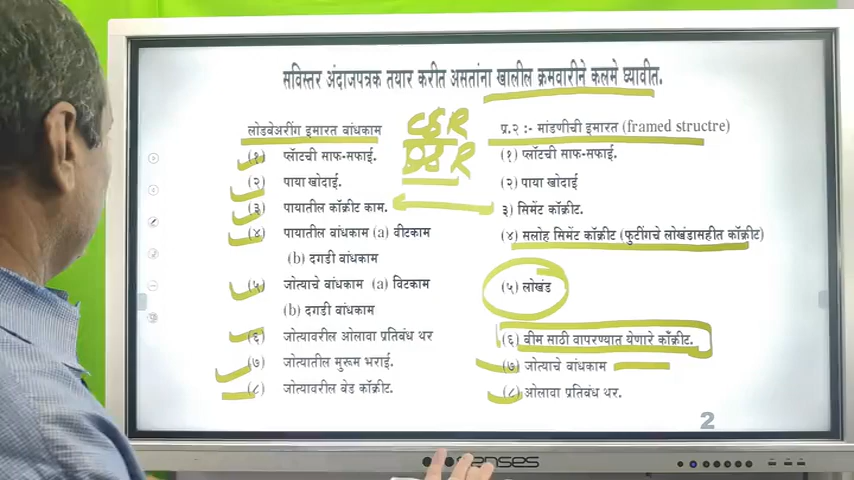 सविस्तर अंदाजपत्रक तयार करीत असतांना खालील क्रमवारीने कलमे घ्यावीत.
लोडबेअरींग इमारत बांधकाम
(१) प्लॉटची साफ-सफाई.
(२) पाया खोदाई.
(३) पायातील काँक्रीट काम.
(४) पायातील बांधकाम (a) वीटकाम
(b) दगडी बांधकाम
(५) जोत्याचे बांधकाम (a) विटकाम
(b) दगडी बांधकाम
(६) जोत्यावरील ओलावा प्रतिबंध थर
(७) जोत्यातील मुरूम भराई.
(८) जोत्यावरील बेड काँक्रीट.
CSR
DSR
प्र.२ :- मांडणीची इमारत (framed structre)
(१) प्लॉटची साफ-सफाई.
(२) पाया खोदाई
३) सिमेंट काँक्रीट.
(४) सलोह सिमेंट काँक्रीट (फुटींगचे लोखंडासहीत काँक्रीट)
(५) लोखंड
(६) बीम साठी वापरण्यात येणारे काँक्रीट.
(७) जोत्याचे बांधकाम
(८) ओलावा प्रतिबंध थर.
2
senses